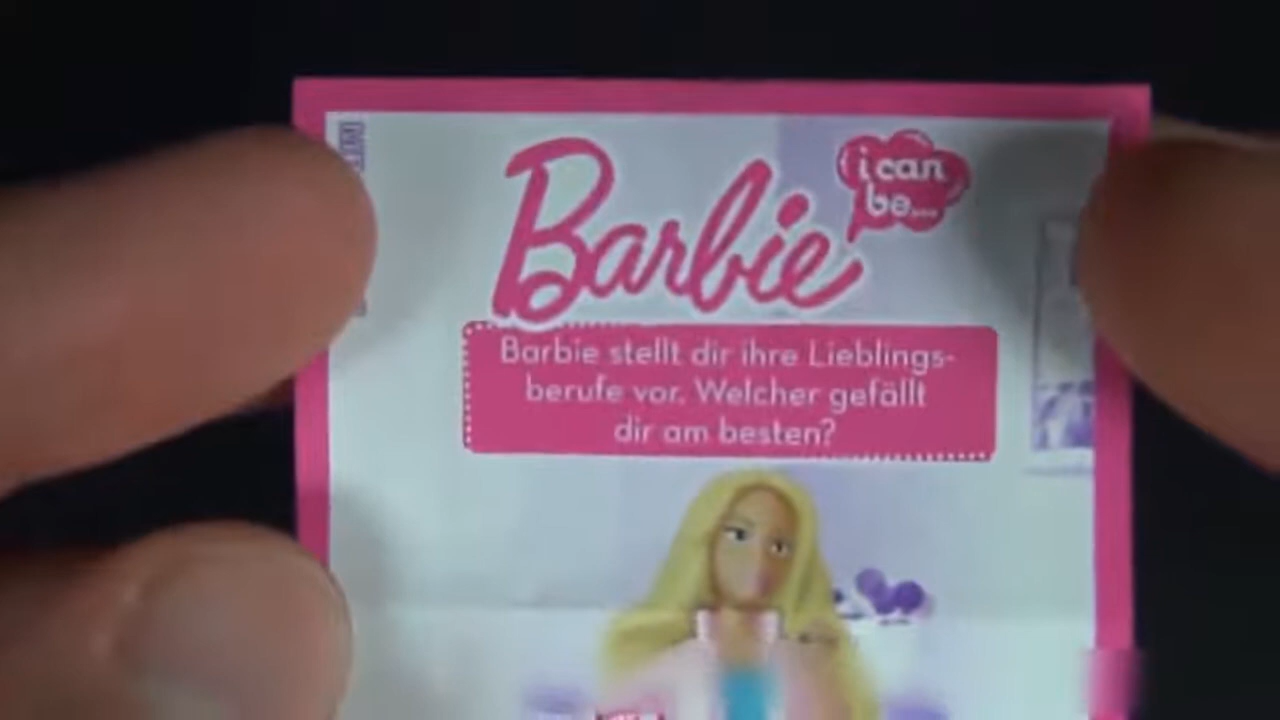 Barbie
i can
be...
Barbie stellt dir ihre Lieblings-
berufe vor. Welcher gefällt
dir am besten?